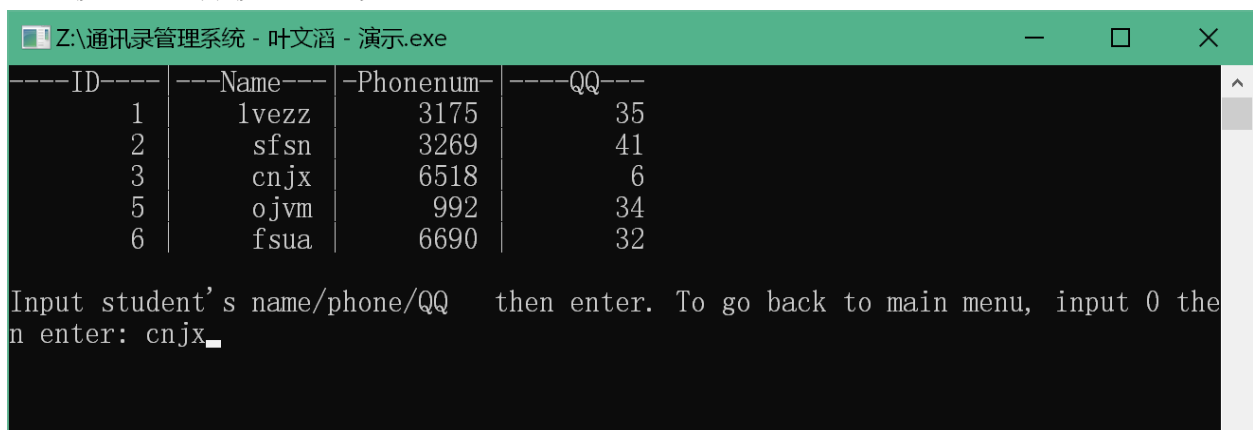 Z:\通讯录管理系统 - 叶文滔 - 演示.exe
----ID----|---Name---|-Phonenum-|----QQ---
1| lvezz| 3175| 35
2| sfsn| 3269| 41
3| cnjx| 6518| 6
5| ojvm| 992| 34
6| fsua| 6690| 32
Input student's name/phone/QQ  then enter. To go back to main menu, input 0 the
n enter: cnjx